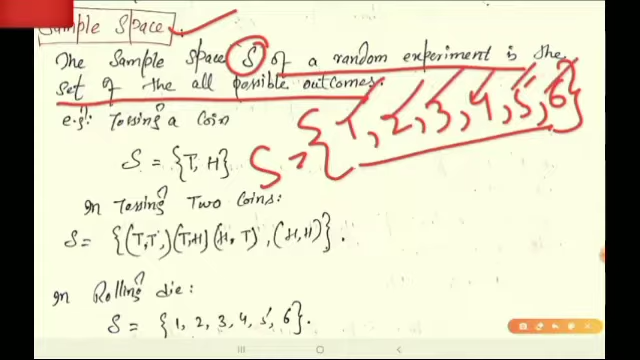 Sample Space.
The Sample space S of a random experiment is the
set of the all possible outcomes.
S = {1, 2, 3, 4, 5, 6}
e.g: Tossing a Coin
S = {T, H}
In Tossing Two Coins:
S = {(T,T,)(T,H)(H, T), (H,H)}.
In Rolling die:
S = {1, 2, 3, 4, 5, 6}.